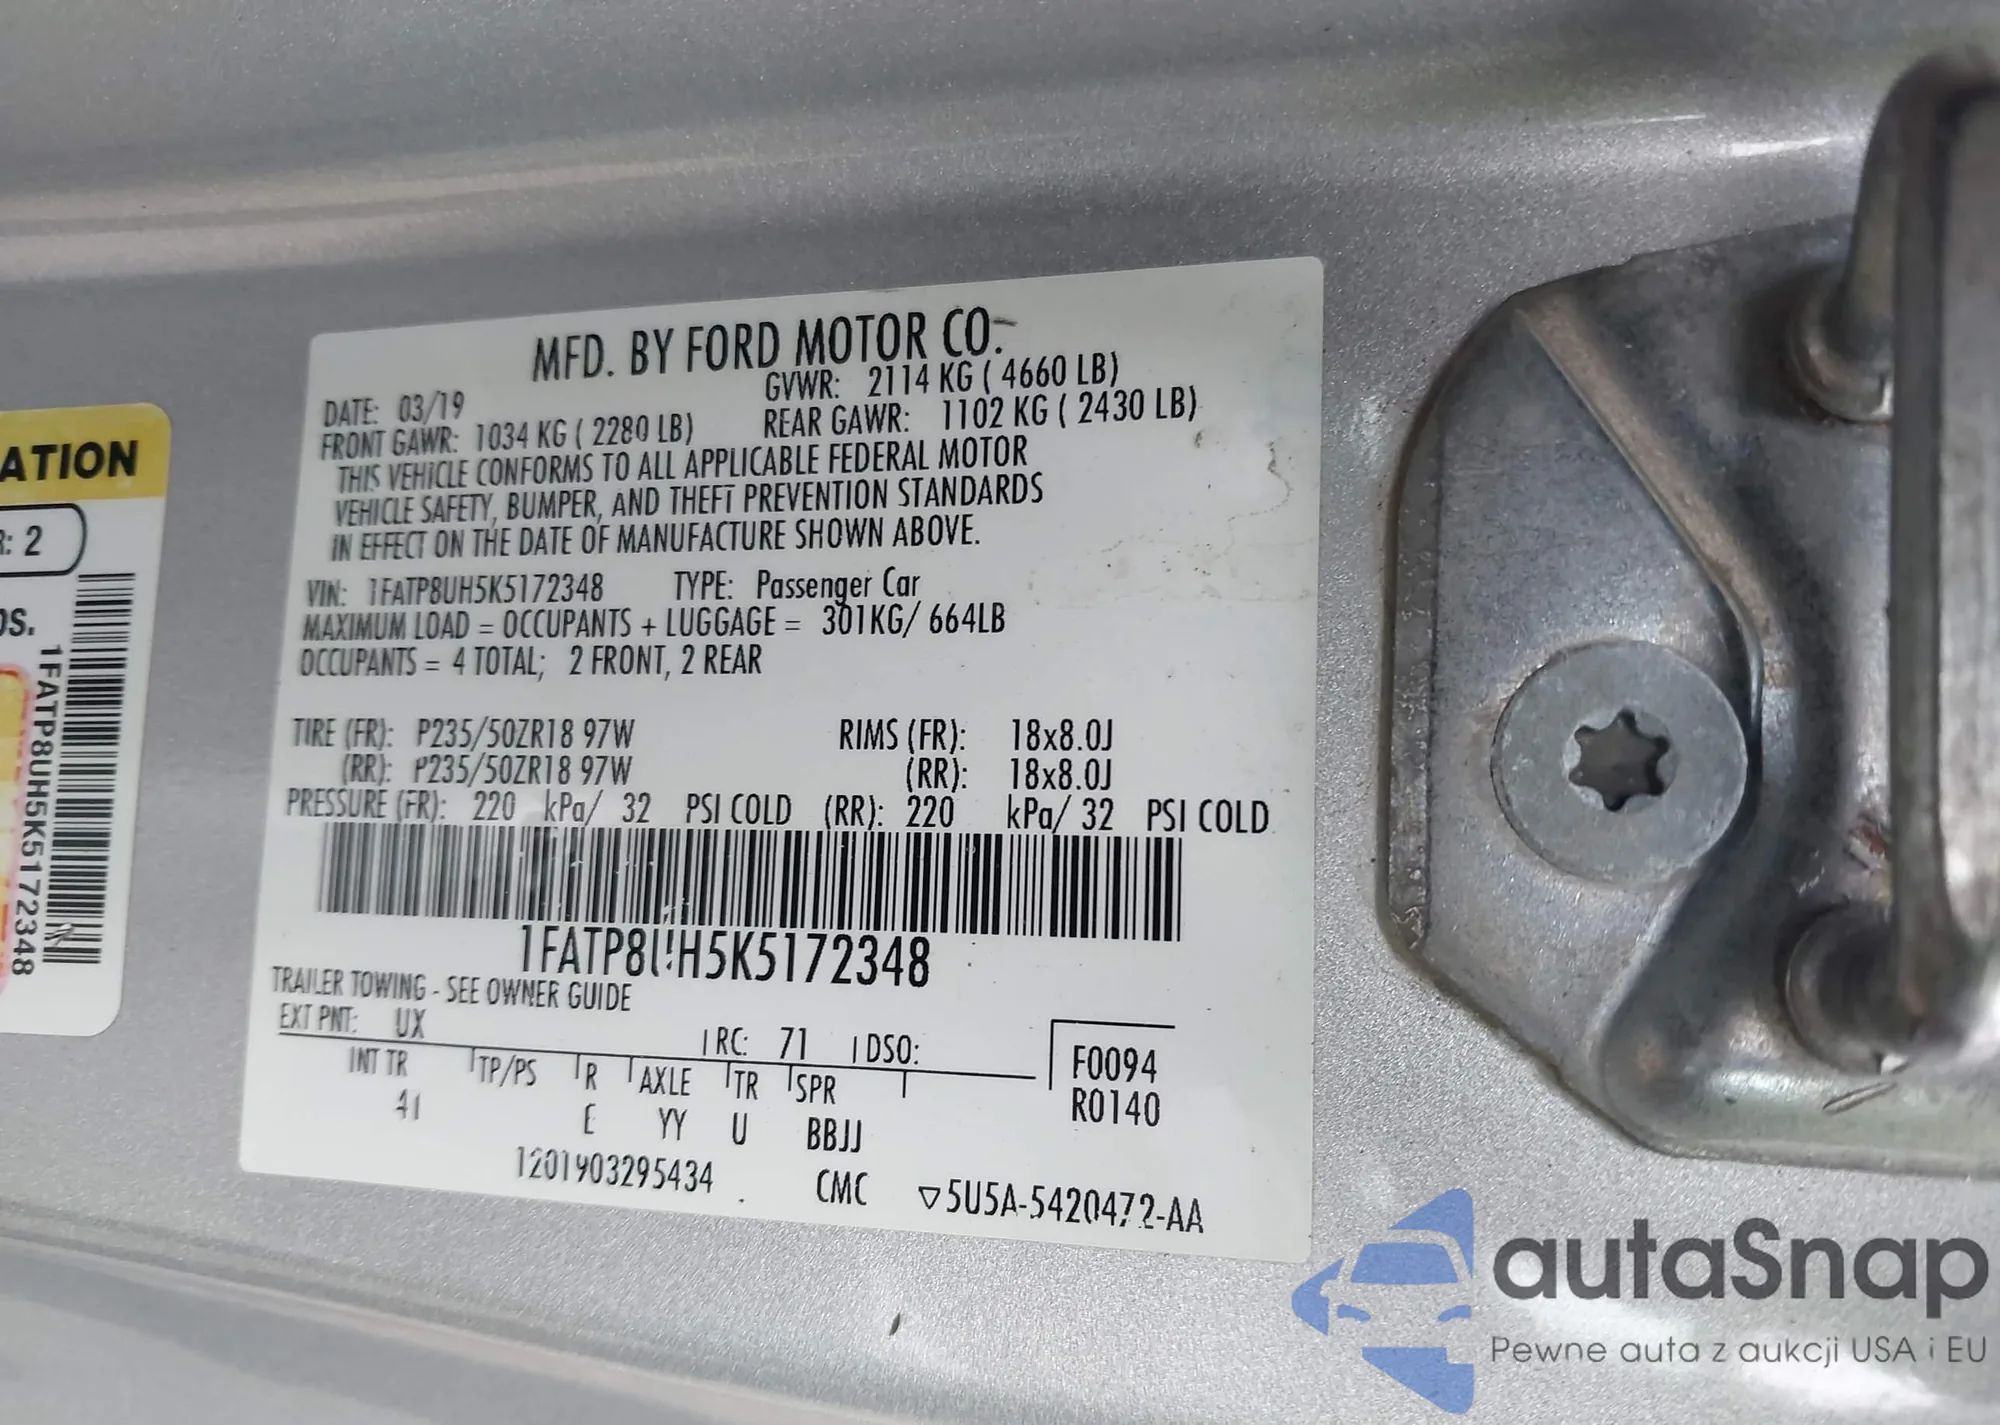 ATION
R: 2
OS.
1FATP8UH5K5172348
MFD. BY FORD MOTOR CO.
DATE: 03/19 GVWR: 2114 KG ( 4660 LB)
FRONT GAWR: 1034 KG ( 2280 LB) REAR GAWR: 1102 KG ( 2430 LB)
THIS VEHICLE CONFORMS TO ALL APPLICABLE FEDERAL MOTOR
VEHICLE SAFETY, BUMPER, AND THEFT PREVENTION STANDARDS
IN EFFECT ON THE DATE OF MANUFACTURE SHOWN ABOVE.
VIN: 1FATP8UH5K5172348 TYPE: Passenger Car
MAXIMUM LOAD = OCCUPANTS + LUGGAGE = 301KG/ 664LB
OCCUPANTS = 4 TOTAL; 2 FRONT, 2 REAR
TIRE (FR): P235/50ZR18 97W RIMS (FR): 18x8.0J
(RR): P235/50ZR18 97W (RR): 18x8.0J
PRESSURE (FR): 220 kPa/ 32 PSI COLD (RR): 220 kPa/ 32 PSI COLD
1FATP8UH5K5172348
TRAILER TOWING - SEE OWNER GUIDE
EXT PNT: UX RC: 71 DSO:
INT TR TP/PS R AXLE TR SPR
41 E YY U BBJJ
F0094
R0140
1201903295434 CMC ▽5U5A-5420472-AA
autaSnap
Pewne auta z aukcji USA i EU